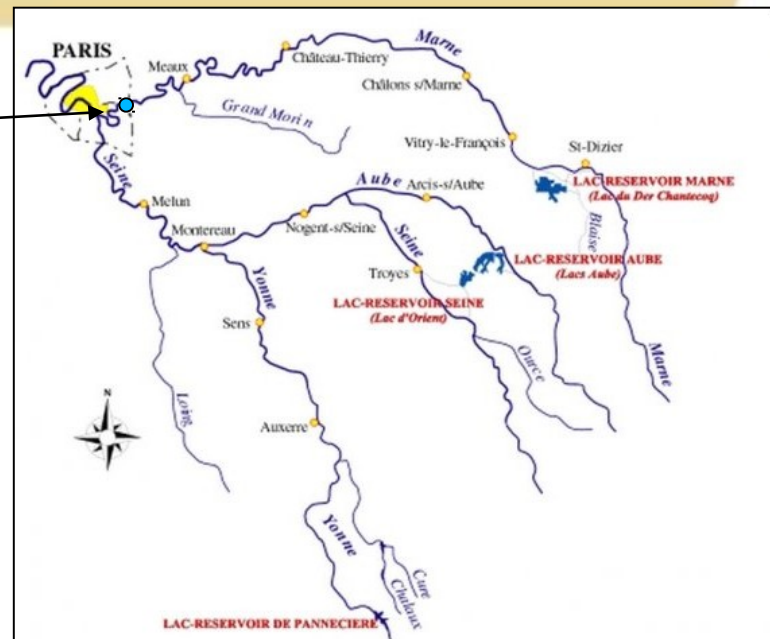 PARIS
Meaux
Château-Thierry
Marne
Châlons s/Marne
Grand Morin
Vitry-le-François
St-Dizier
LAC-RESERVOIR MARNE
(Lac du Der Chantecoq)
Blaise
Seine
Melun
Montereau
Nogent-s/Seine
Aube
Arcis-s/Aube
Seine
Troyes
LAC-RESERVOIR AUBE
(Lacs Aube)
LAC-RESERVOIR SEINE
(Lac d'Orient)
Yonne
Sens
Ource
Marne
Loing
N
Auxerre
Yonne
Cure
Chalaux
LAC-RESERVOIR DE PANNECIERE